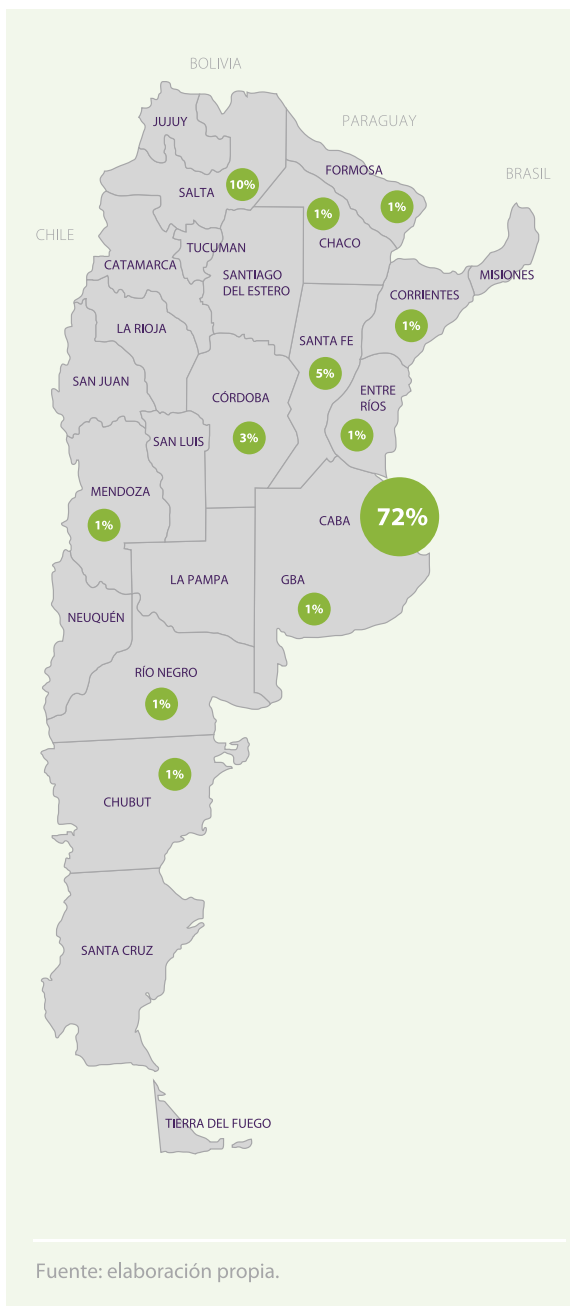 BOLIVIA
JUJUY
PARAGUAY
FORMOSA
BRASIL
SALTA
10%
1%
1%
CHILE
TUCUMAN
CHACO
CATAMARCA
SANTIAGO
DEL ESTERO
MISIONES
CORRIENTES
1%
LA RIOJA
SANTA FE
5%
SAN JUAN
CÓRDOBA
3%
ENTRE
RÍOS
1%
SAN LUIS
MENDOZA
1%
CABA
72%
LA PAMPA
GBA
1%
NEUQUÉN
RÍO NEGRO
1%
1%
CHUBUT
SANTA CRUZ
TIERRA DEL FUEGO
Fuente: elaboración propia.